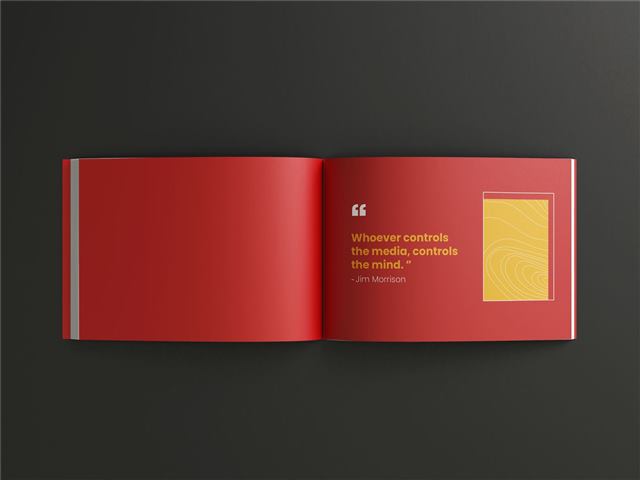 “
Whoever controls
the media, controls
the mind. ”
- Jim Morrison